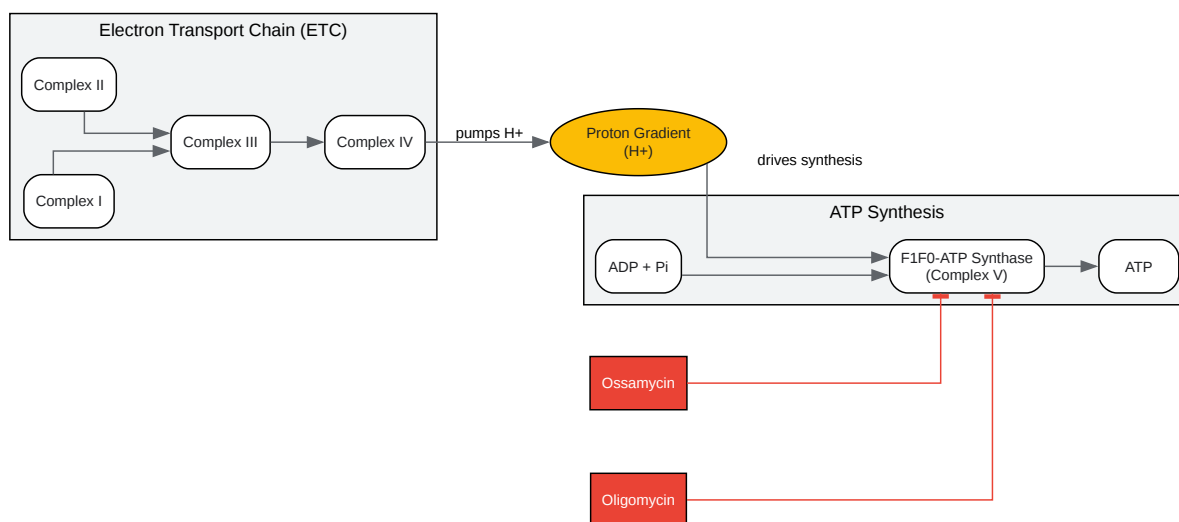 Electron Transport Chain (ETC)
Complex II
Complex I
Complex III
Complex IV
pumps H+
Proton Gradient
(H+)
drives synthesis
ATP Synthesis
ADP + Pi
F1F0-ATP Synthase
(Complex V)
ATP
Ossamycin
Oligomycin